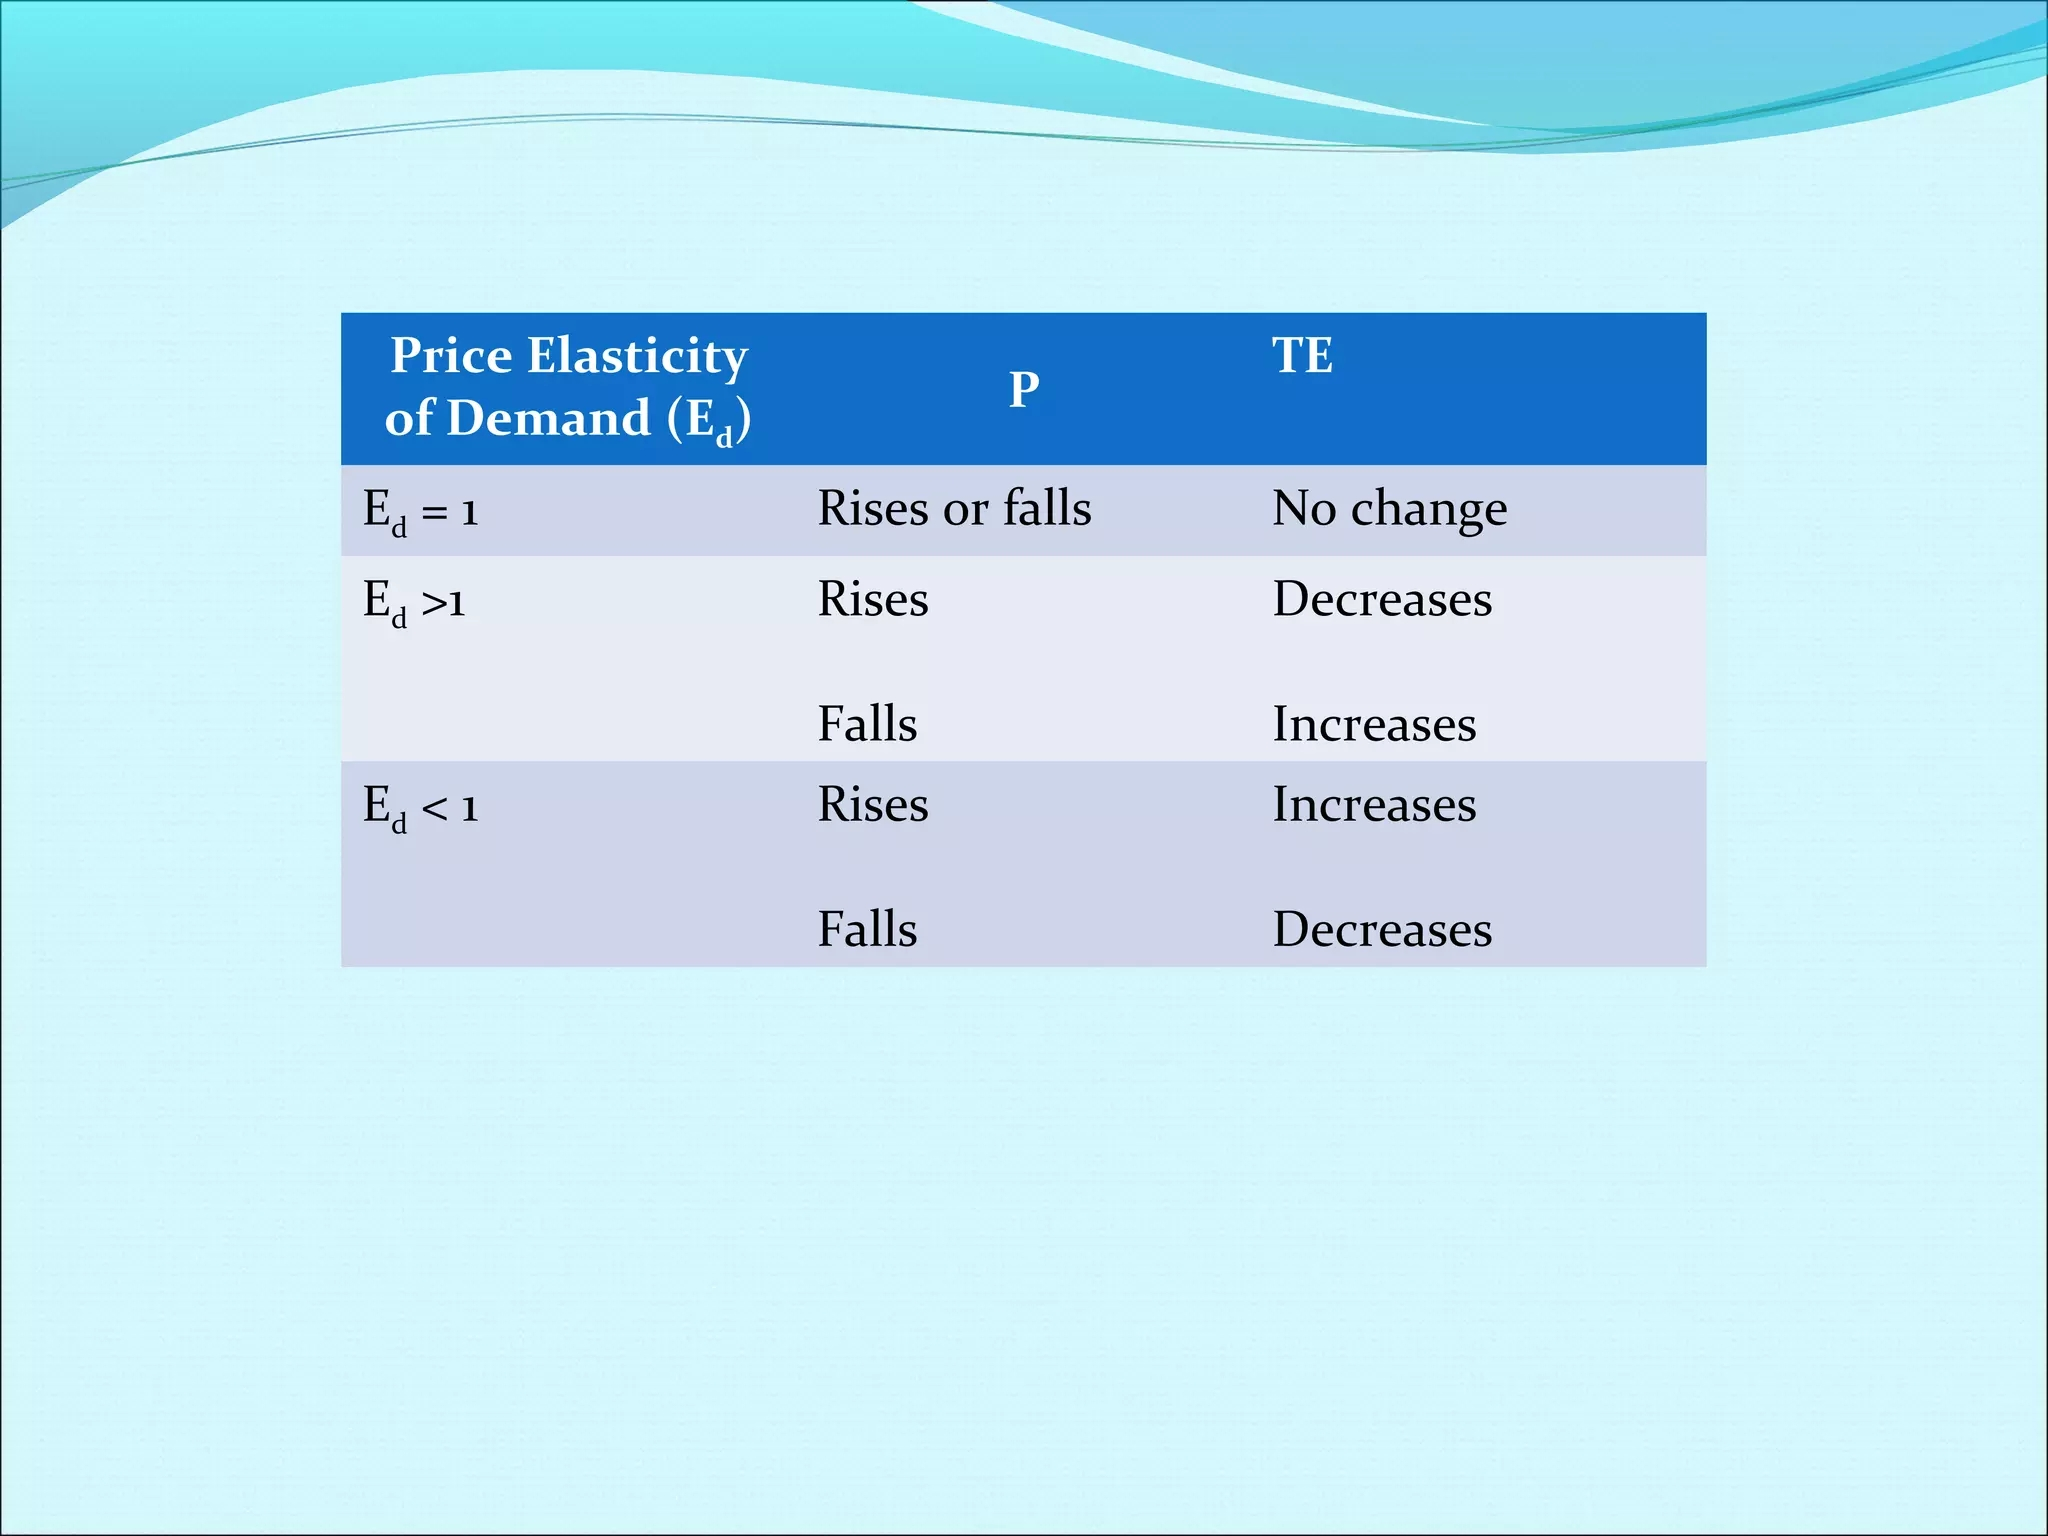 Price Elasticity
of Demand (Ed)
P
TE
Ed = 1
Rises or falls
No change
Ed >1
Rises
Decreases
Falls
Increases
Ed < 1
Rises
Increases
Falls
Decreases